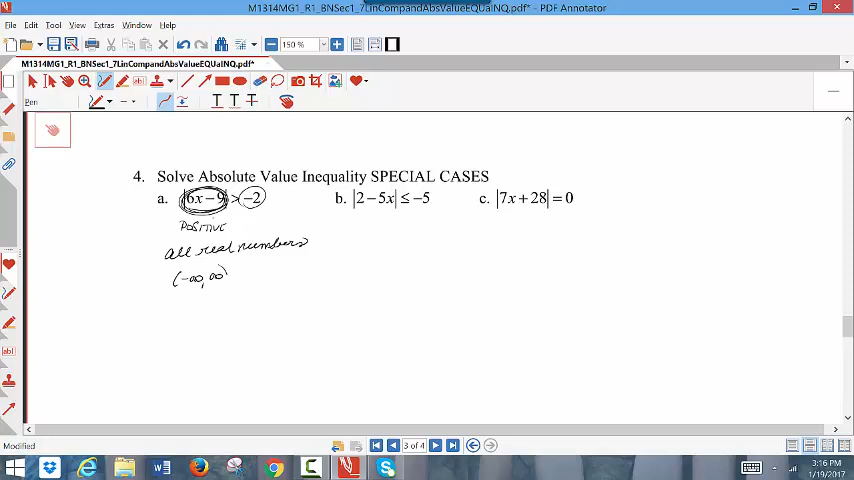 M1314MG1_R1_BNSec1_7LinCompandAbsValueEQUaINQ.pdf* - PDF Annotator
File Edit Tool View Document Extras Window Help
150 %
M1314MG1_R1_BNSec1_7LinCompandAbsValueEQUaINQ.pdf*
Pen
4. Solve Absolute Value Inequality SPECIAL CASES
a. |6x − 9| > −2 b. |2 − 5x| ≤ −5 c. |7x + 28| = 0
POSITIVE
all real numbers
(-∞, ∞)
Modified 3 of 4
3:16 PM
1/19/2017